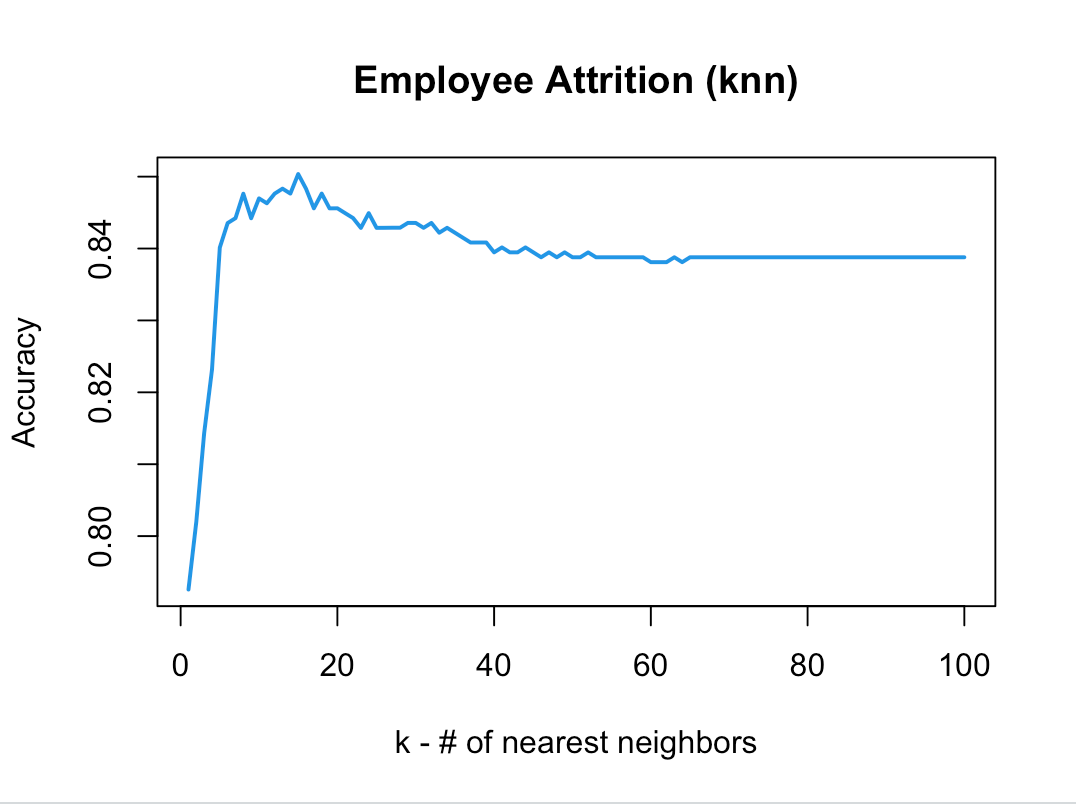 Employee Attrition (knn)
Accuracy
0.84
0.82
0.80
0 20 40 60 80 100
k - # of nearest neighbors